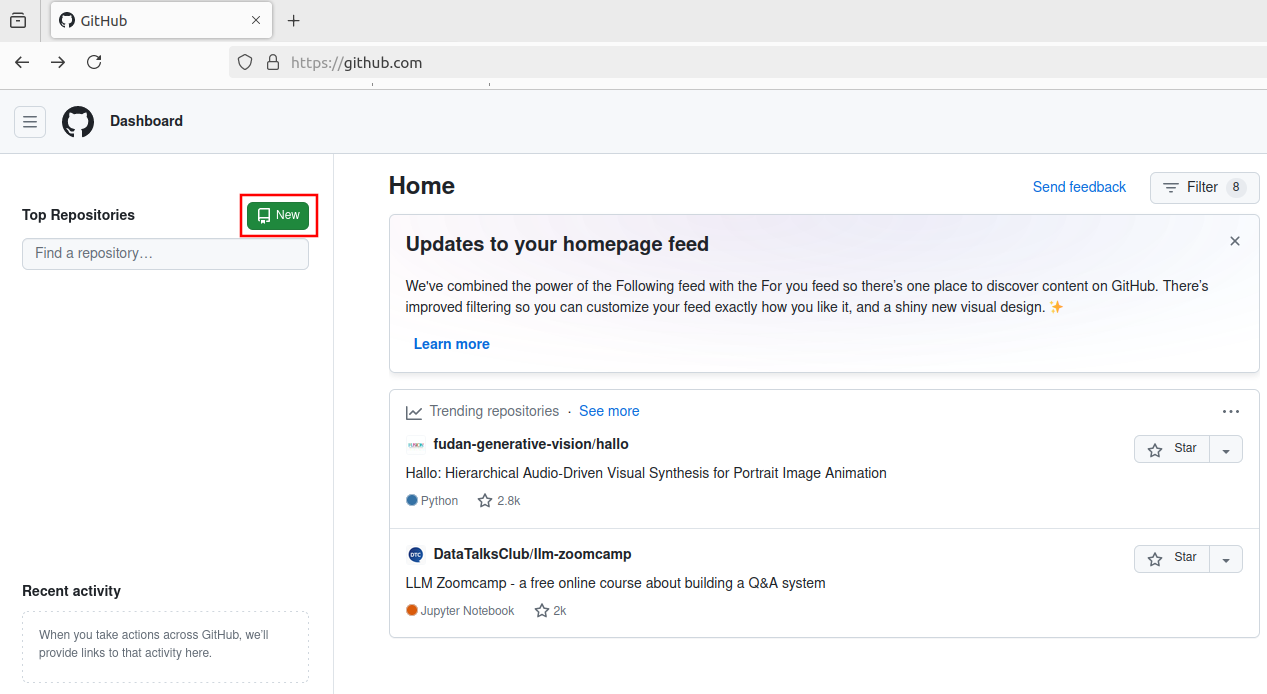 GitHub
https://github.com
Dashboard
Top Repositories
New
Find a repository…
Recent activity
When you take actions across GitHub, we'll
provide links to that activity here.
Home
Send feedback
Filter 8
Updates to your homepage feed
We've combined the power of the Following feed with the For you feed so there's one place to discover content on GitHub. There's
improved filtering so you can customize your feed exactly how you like it, and a shiny new visual design. ✨
Learn more
Trending repositories · See more
fudan-generative-vision/hallo
Star
Hallo: Hierarchical Audio-Driven Visual Synthesis for Portrait Image Animation
Python 2.8k
DTC DataTalksClub/llm-zoomcamp
Star
LLM Zoomcamp - a free online course about building a Q&A system
Jupyter Notebook 2k